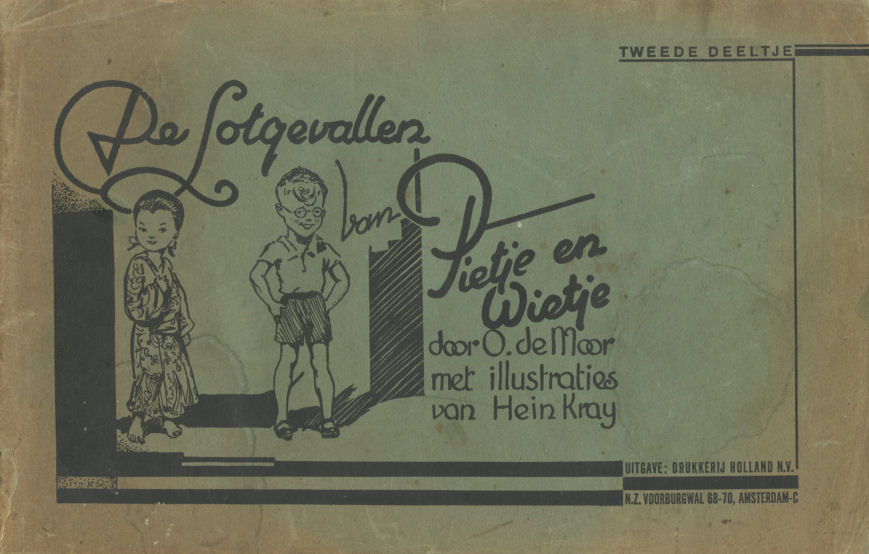 TWEEDE DEELTJE
De Lotgevallen
van
Pietje en
Wietje
door O. de Moor
met illustraties
van Hein Kray
UITGAVE: DRUKKERIJ HOLLAND N.V.
N.Z. VOORBURGWAL 68-70, AMSTERDAM-C